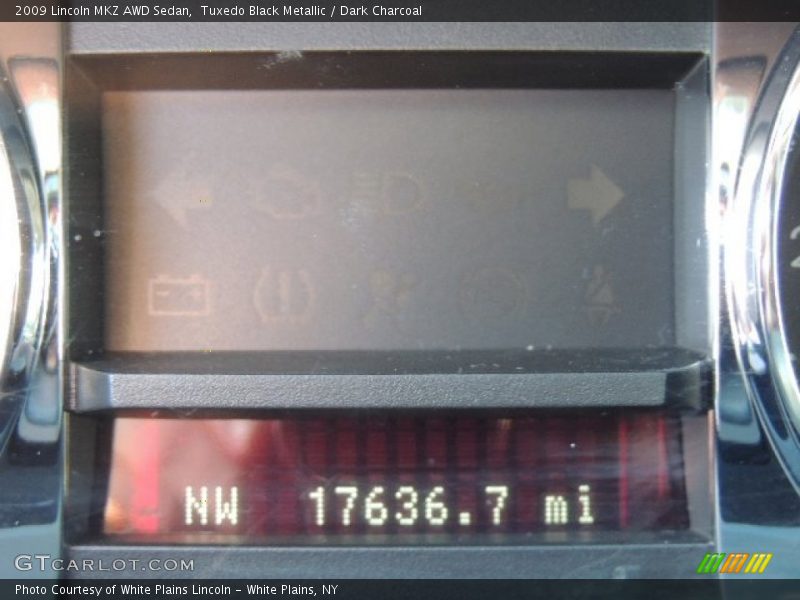 2009 Lincoln MKZ AWD Sedan,  Tuxedo Black Metallic / Dark Charcoal
NW 17636.7 mi
GTCARLOT.COM
Photo Courtesy of White Plains Lincoln - White Plains, NY